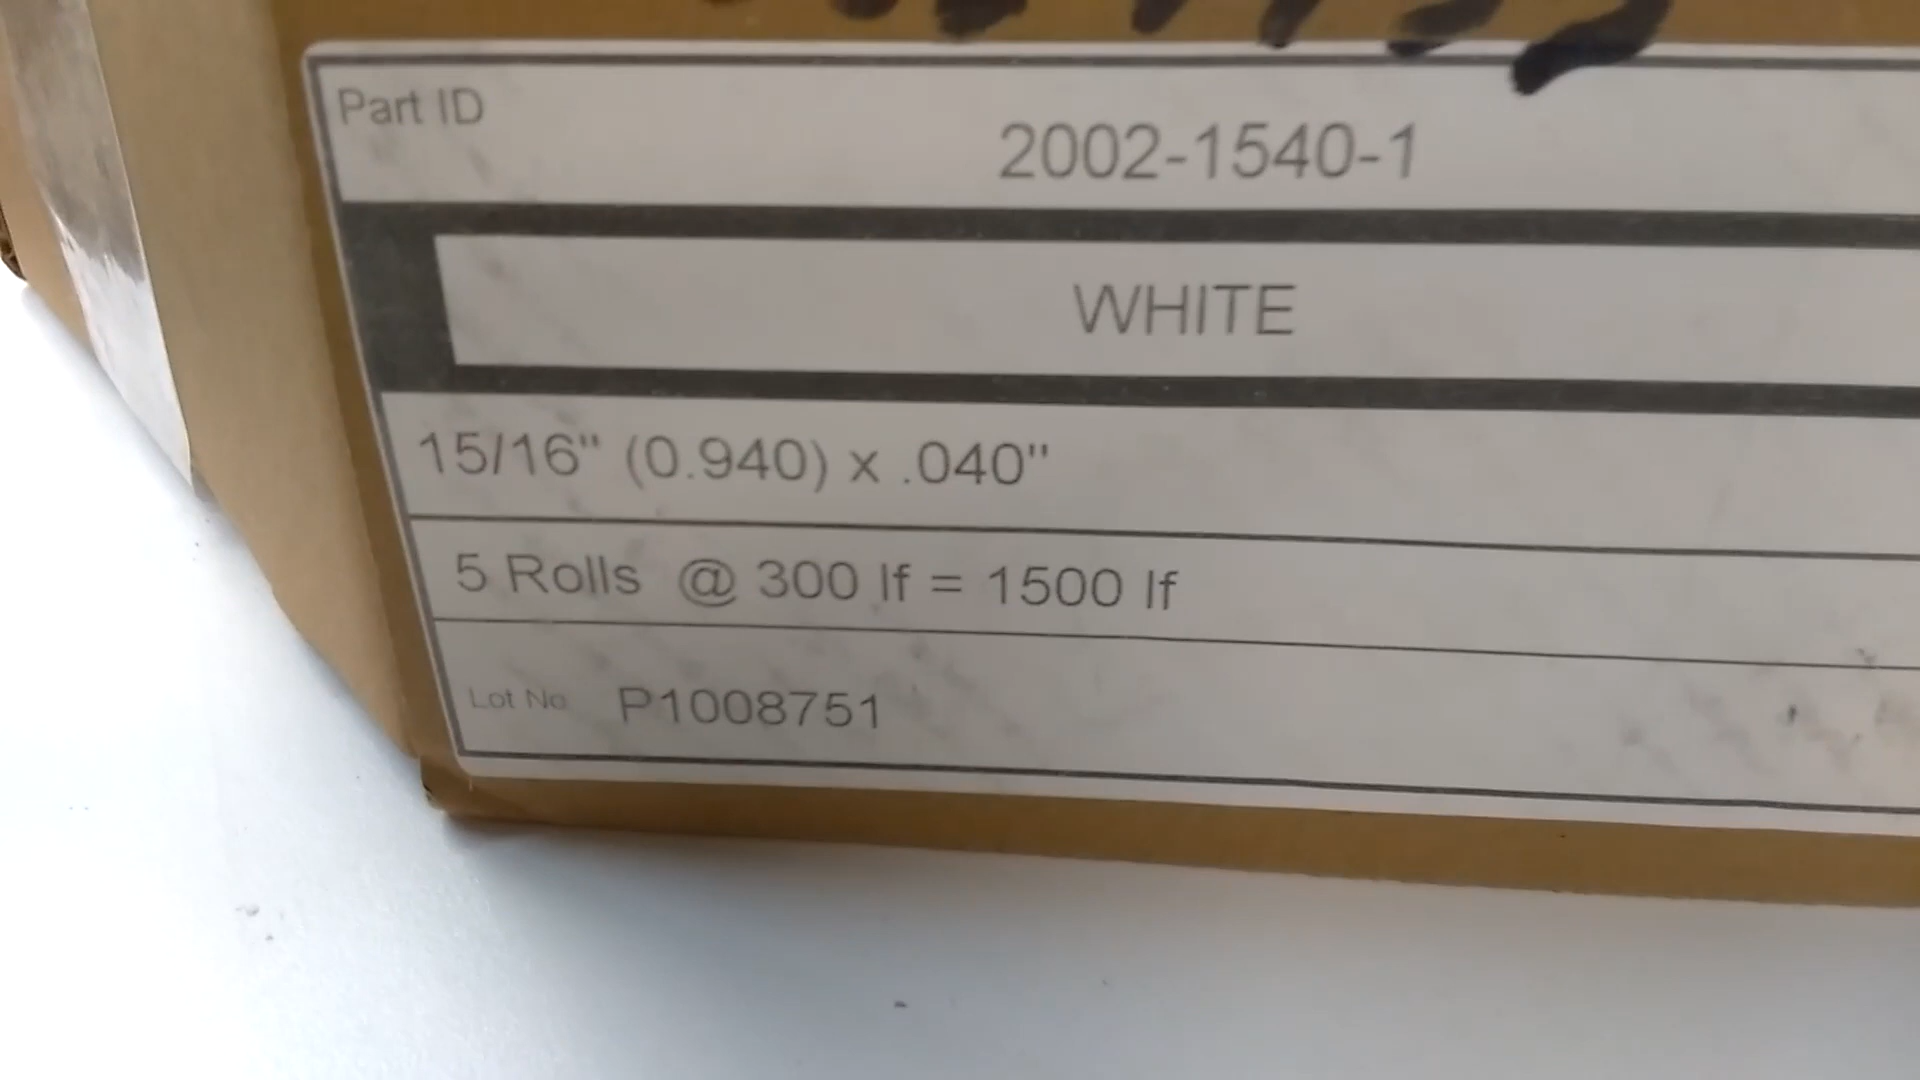 Part ID
2002-1540-1
WHITE
15/16" (0.940) x .040"
5 Rolls @ 300 lf = 1500 lf
Lot No P1008751